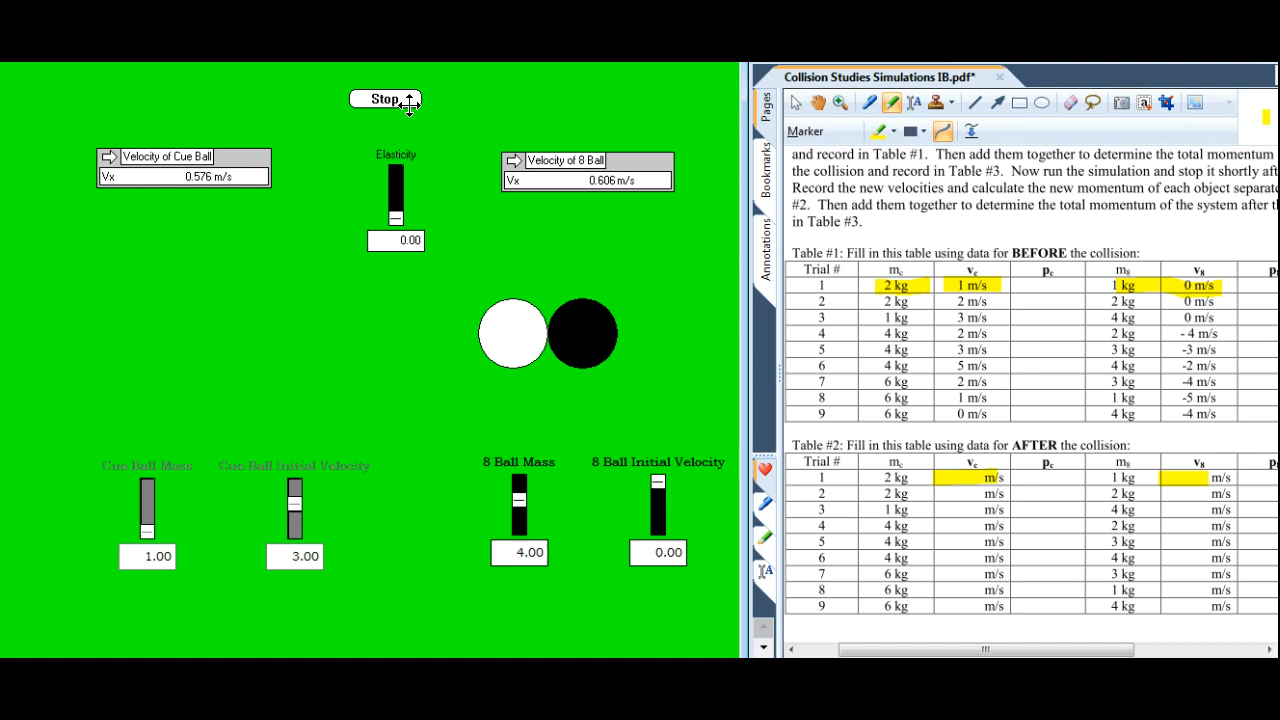 Stop
Velocity of Cue Ball
Vx 0.576 m/s
Elasticity
0.00
Velocity of 8 Ball
Vx 0.606 m/s
Cue Ball Mass
1.00
Cue Ball Initial Velocity
3.00
8 Ball Mass
4.00
8 Ball Initial Velocity
0.00
Collision Studies Simulations IB.pdf*
Marker
Pages
Bookmarks
Annotations
and record in Table #1. Then add them together to determine the total momentum
the collision and record in Table #3. Now run the simulation and stop it shortly aft
Record the new velocities and calculate the new momentum of each object separate
#2. Then add them together to determine the total momentum of the system after th
in Table #3.
Table #1: Fill in this table using data for BEFORE the collision:
Trial # mc vc pc m8 v8 p8
1 2 kg 1 m/s 1 kg 0 m/s
2 2 kg 2 m/s 2 kg 0 m/s
3 1 kg 3 m/s 4 kg 0 m/s
4 4 kg 2 m/s 2 kg - 4 m/s
5 4 kg 3 m/s 3 kg -3 m/s
6 4 kg 5 m/s 4 kg -2 m/s
7 6 kg 2 m/s 3 kg -4 m/s
8 6 kg 1 m/s 1 kg -5 m/s
9 6 kg 0 m/s 4 kg -4 m/s
Table #2: Fill in this table using data for AFTER the collision:
Trial # mc vc pc m8 v8 p8
1 2 kg m/s 1 kg m/s
2 2 kg m/s 2 kg m/s
3 1 kg m/s 4 kg m/s
4 4 kg m/s 2 kg m/s
5 4 kg m/s 3 kg m/s
6 4 kg m/s 4 kg m/s
7 6 kg m/s 3 kg m/s
8 6 kg m/s 1 kg m/s
9 6 kg m/s 4 kg m/s